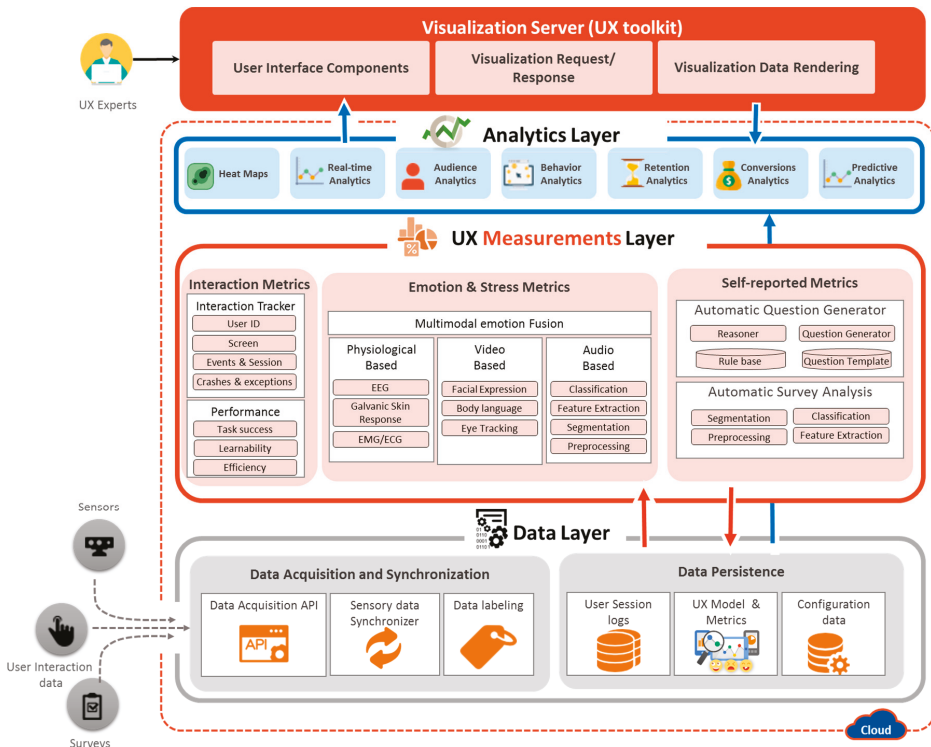 Visualization Server (UX toolkit)
User Interface Components
Visualization Request/
Response
Visualization Data Rendering
UX Experts
Analytics Layer
Heat Maps
Real-time
Analytics
Audience
Analytics
Behavior
Analytics
Retention
Analytics
Conversions
Analytics
Predictive
Analytics
UX Measurements Layer
Interaction Metrics
Interaction Tracker
User ID
Screen
Events & Session
Crashes & exceptions
Performance
Task success
Learnability
Efficiency
Emotion & Stress Metrics
Multimodal emotion Fusion
Physiological
Based
EEG
Galvanic Skin
Response
EMG/ECG
Video
Based
Facial Expression
Body language
Eye Tracking
Audio
Based
Classification
Feature Extraction
Segmentation
Preprocessing
Self-reported Metrics
Automatic Question Generator
Reasoner
Question Generator
Rule base
Question Template
Automatic Survey Analysis
Segmentation
Classification
Preprocessing
Feature Extraction
Sensors
User Interaction
data
Surveys
Data Layer
Data Acquisition and Synchronization
Data Acquisition API
API
Sensory data
Synchronizer
Data labeling
Data Persistence
User Session
logs
UX Model &
Metrics
Configuration
data
Cloud